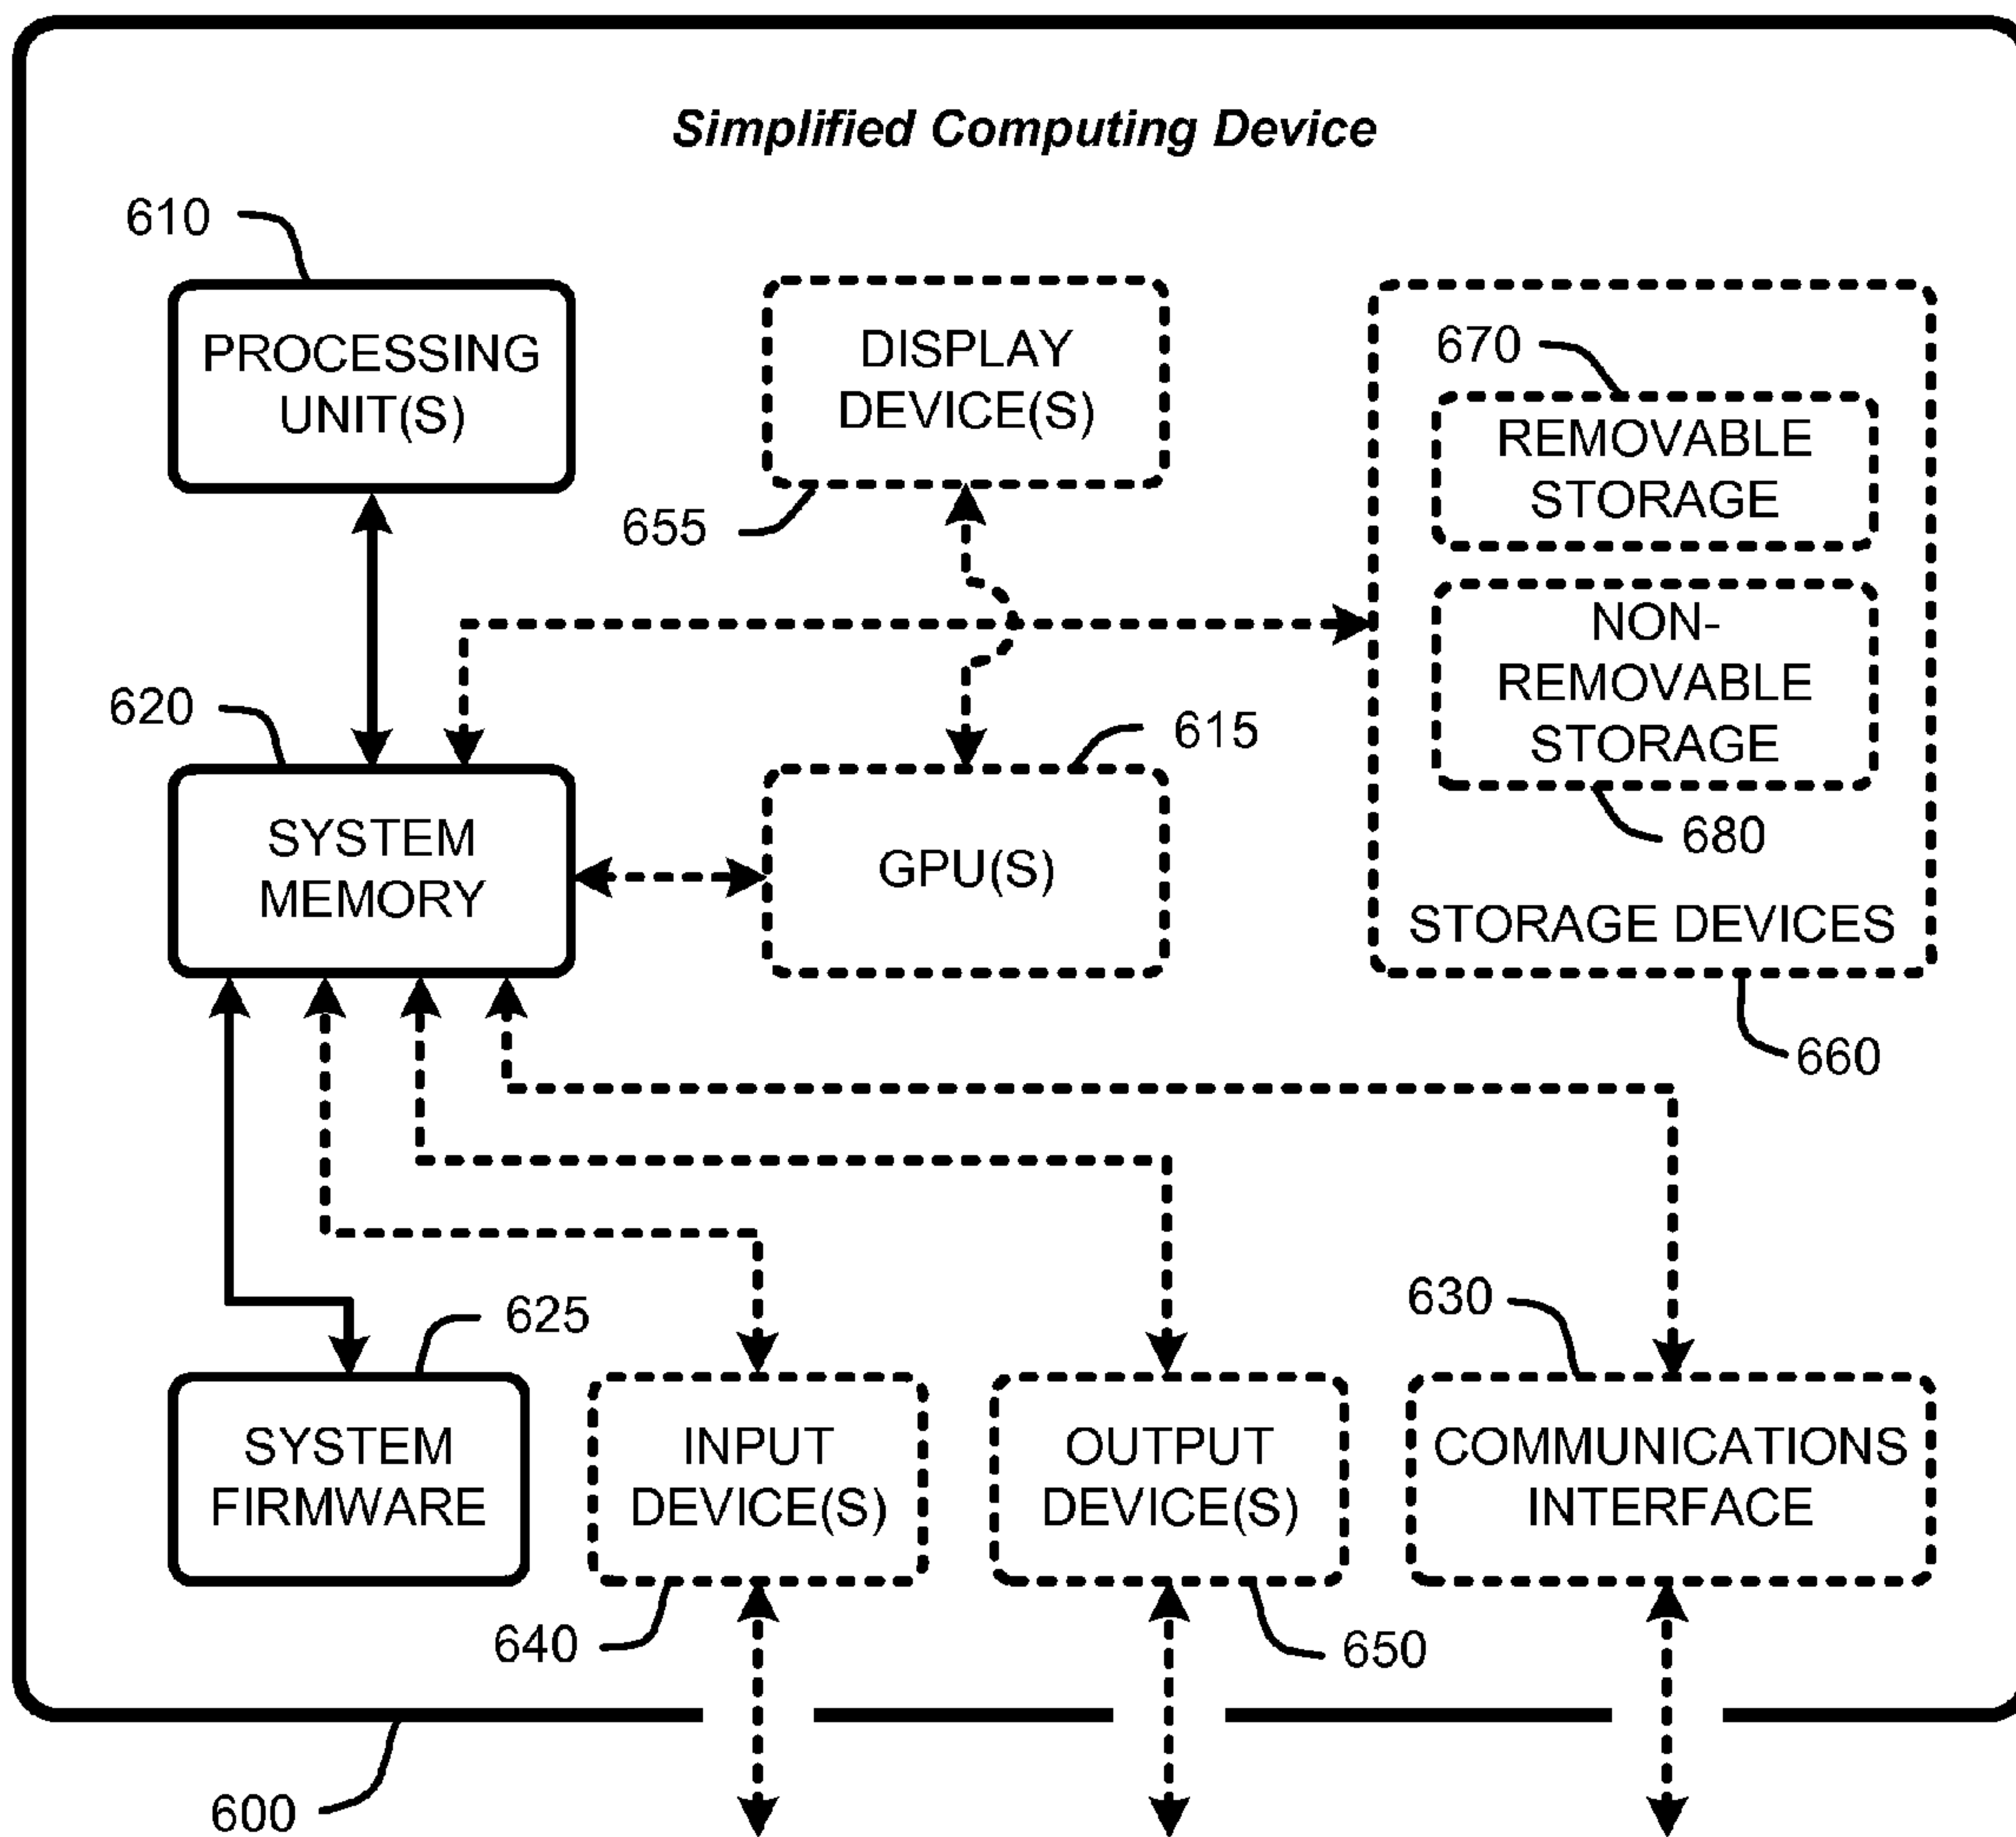 Simplified Computing Device
610
PROCESSING
UNIT(S)
DISPLAY
DEVICE(S)
655
670
REMOVABLE
STORAGE
NON-
REMOVABLE
STORAGE
680
STORAGE DEVICES
660
620
SYSTEM
MEMORY
615
GPU(S)
625
SYSTEM
FIRMWARE
INPUT
DEVICE(S)
640
OUTPUT
DEVICE(S)
650
630
COMMUNICATIONS
INTERFACE
600